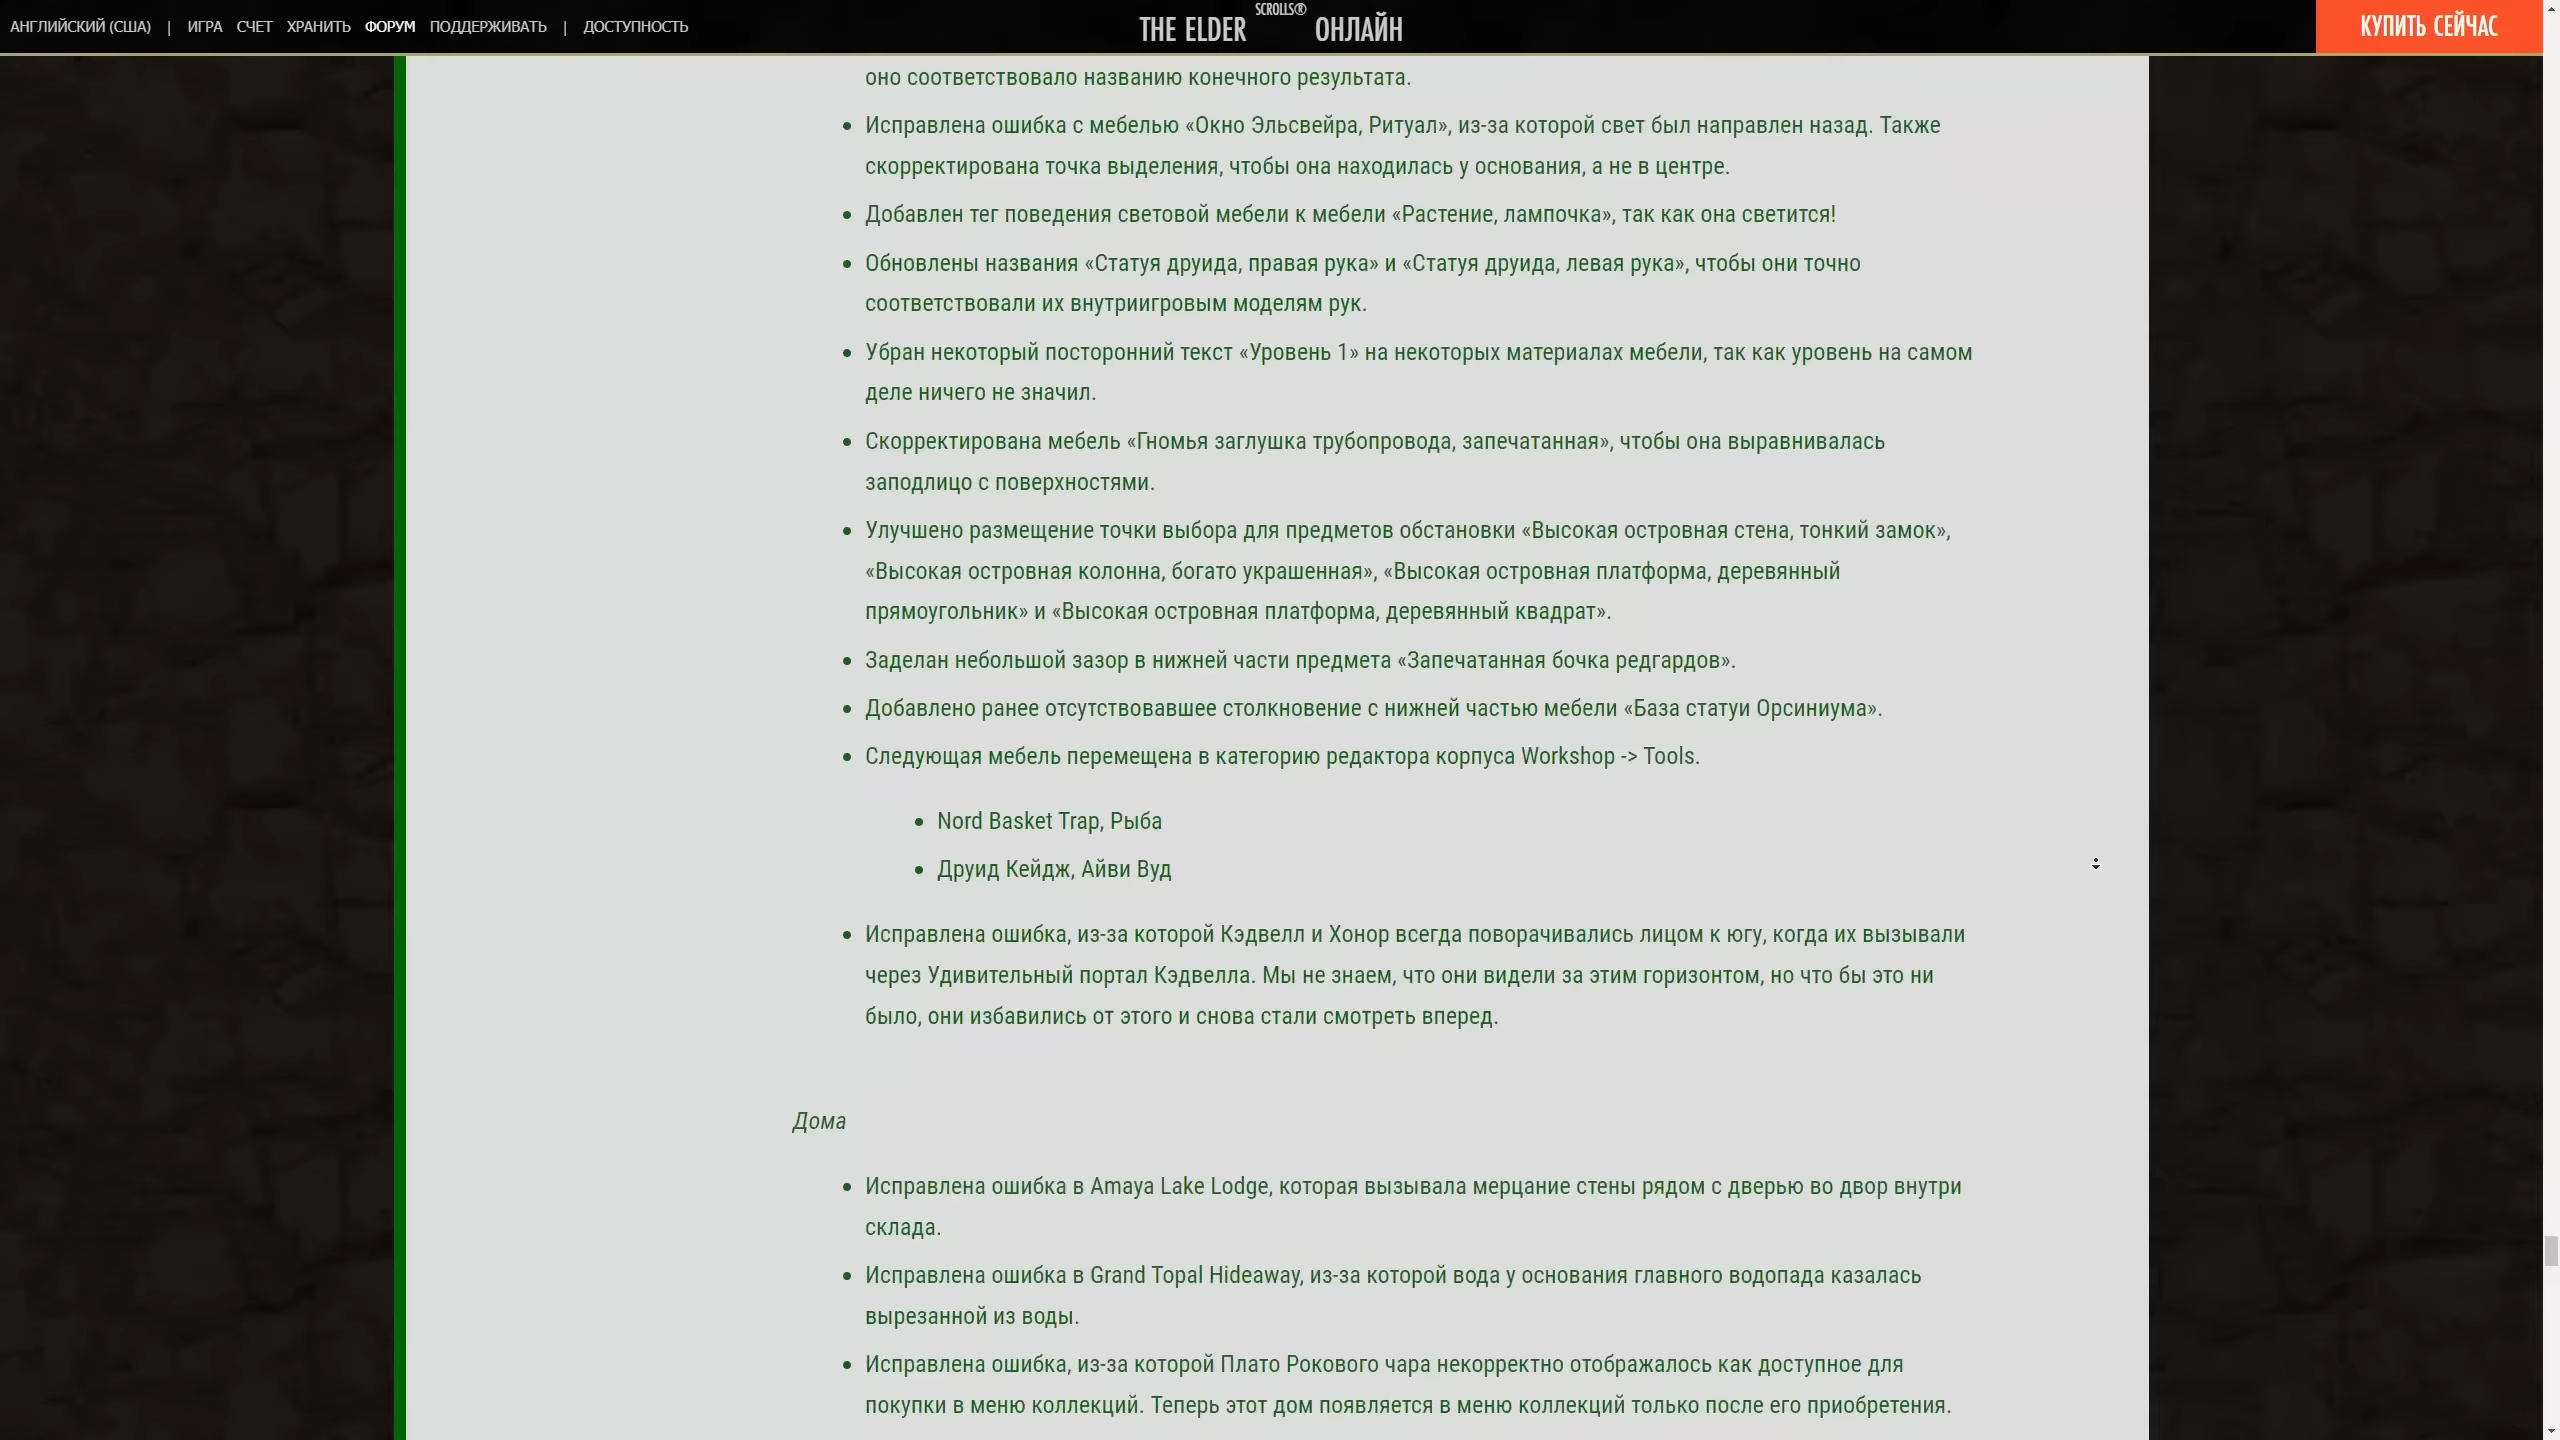 АНГЛИЙСКИЙ (США) | ИГРА СЧЕТ ХРАНИТЬ ФОРУМ ПОДДЕРЖИВАТЬ | ДОСТУПНОСТЬ
THE ELDER SCROLLS® ОНЛАЙН
КУПИТЬ СЕЙЧАС
оно соответствовало названию конечного результата.
Исправлена ошибка с мебелью «Окно Эльсвейра, Ритуал», из-за которой свет был направлен назад. Также
скорректирована точка выделения, чтобы она находилась у основания, а не в центре.
Добавлен тег поведения световой мебели к мебели «Растение, лампочка», так как она светится!
Обновлены названия «Статуя друида, правая рука» и «Статуя друида, левая рука», чтобы они точно
соответствовали их внутриигровым моделям рук.
Убран некоторый посторонний текст «Уровень 1» на некоторых материалах мебели, так как уровень на самом
деле ничего не значил.
Скорректирована мебель «Гномья заглушка трубопровода, запечатанная», чтобы она выравнивалась
заподлицо с поверхностями.
Улучшено размещение точки выбора для предметов обстановки «Высокая островная стена, тонкий замок»,
«Высокая островная колонна, богато украшенная», «Высокая островная платформа, деревянный
прямоугольник» и «Высокая островная платформа, деревянный квадрат».
Заделан небольшой зазор в нижней части предмета «Запечатанная бочка редгардов».
Добавлено ранее отсутствовавшее столкновение с нижней частью мебели «База статуи Орсиниума».
Следующая мебель перемещена в категорию редактора корпуса Workshop -> Tools.
Nord Basket Trap, Рыба
Друид Кейдж, Айви Вуд
Исправлена ошибка, из-за которой Кэдвелл и Хонор всегда поворачивались лицом к югу, когда их вызывали
через Удивительный портал Кэдвелла. Мы не знаем, что они видели за этим горизонтом, но что бы это ни
было, они избавились от этого и снова стали смотреть вперед.
Дома
Исправлена ошибка в Amaya Lake Lodge, которая вызывала мерцание стены рядом с дверью во двор внутри
склада.
Исправлена ошибка в Grand Topal Hideaway, из-за которой вода у основания главного водопада казалась
вырезанной из воды.
Исправлена ошибка, из-за которой Плато Рокового чара некорректно отображалось как доступное для
покупки в меню коллекций. Теперь этот дом появляется в меню коллекций только после его приобретения.